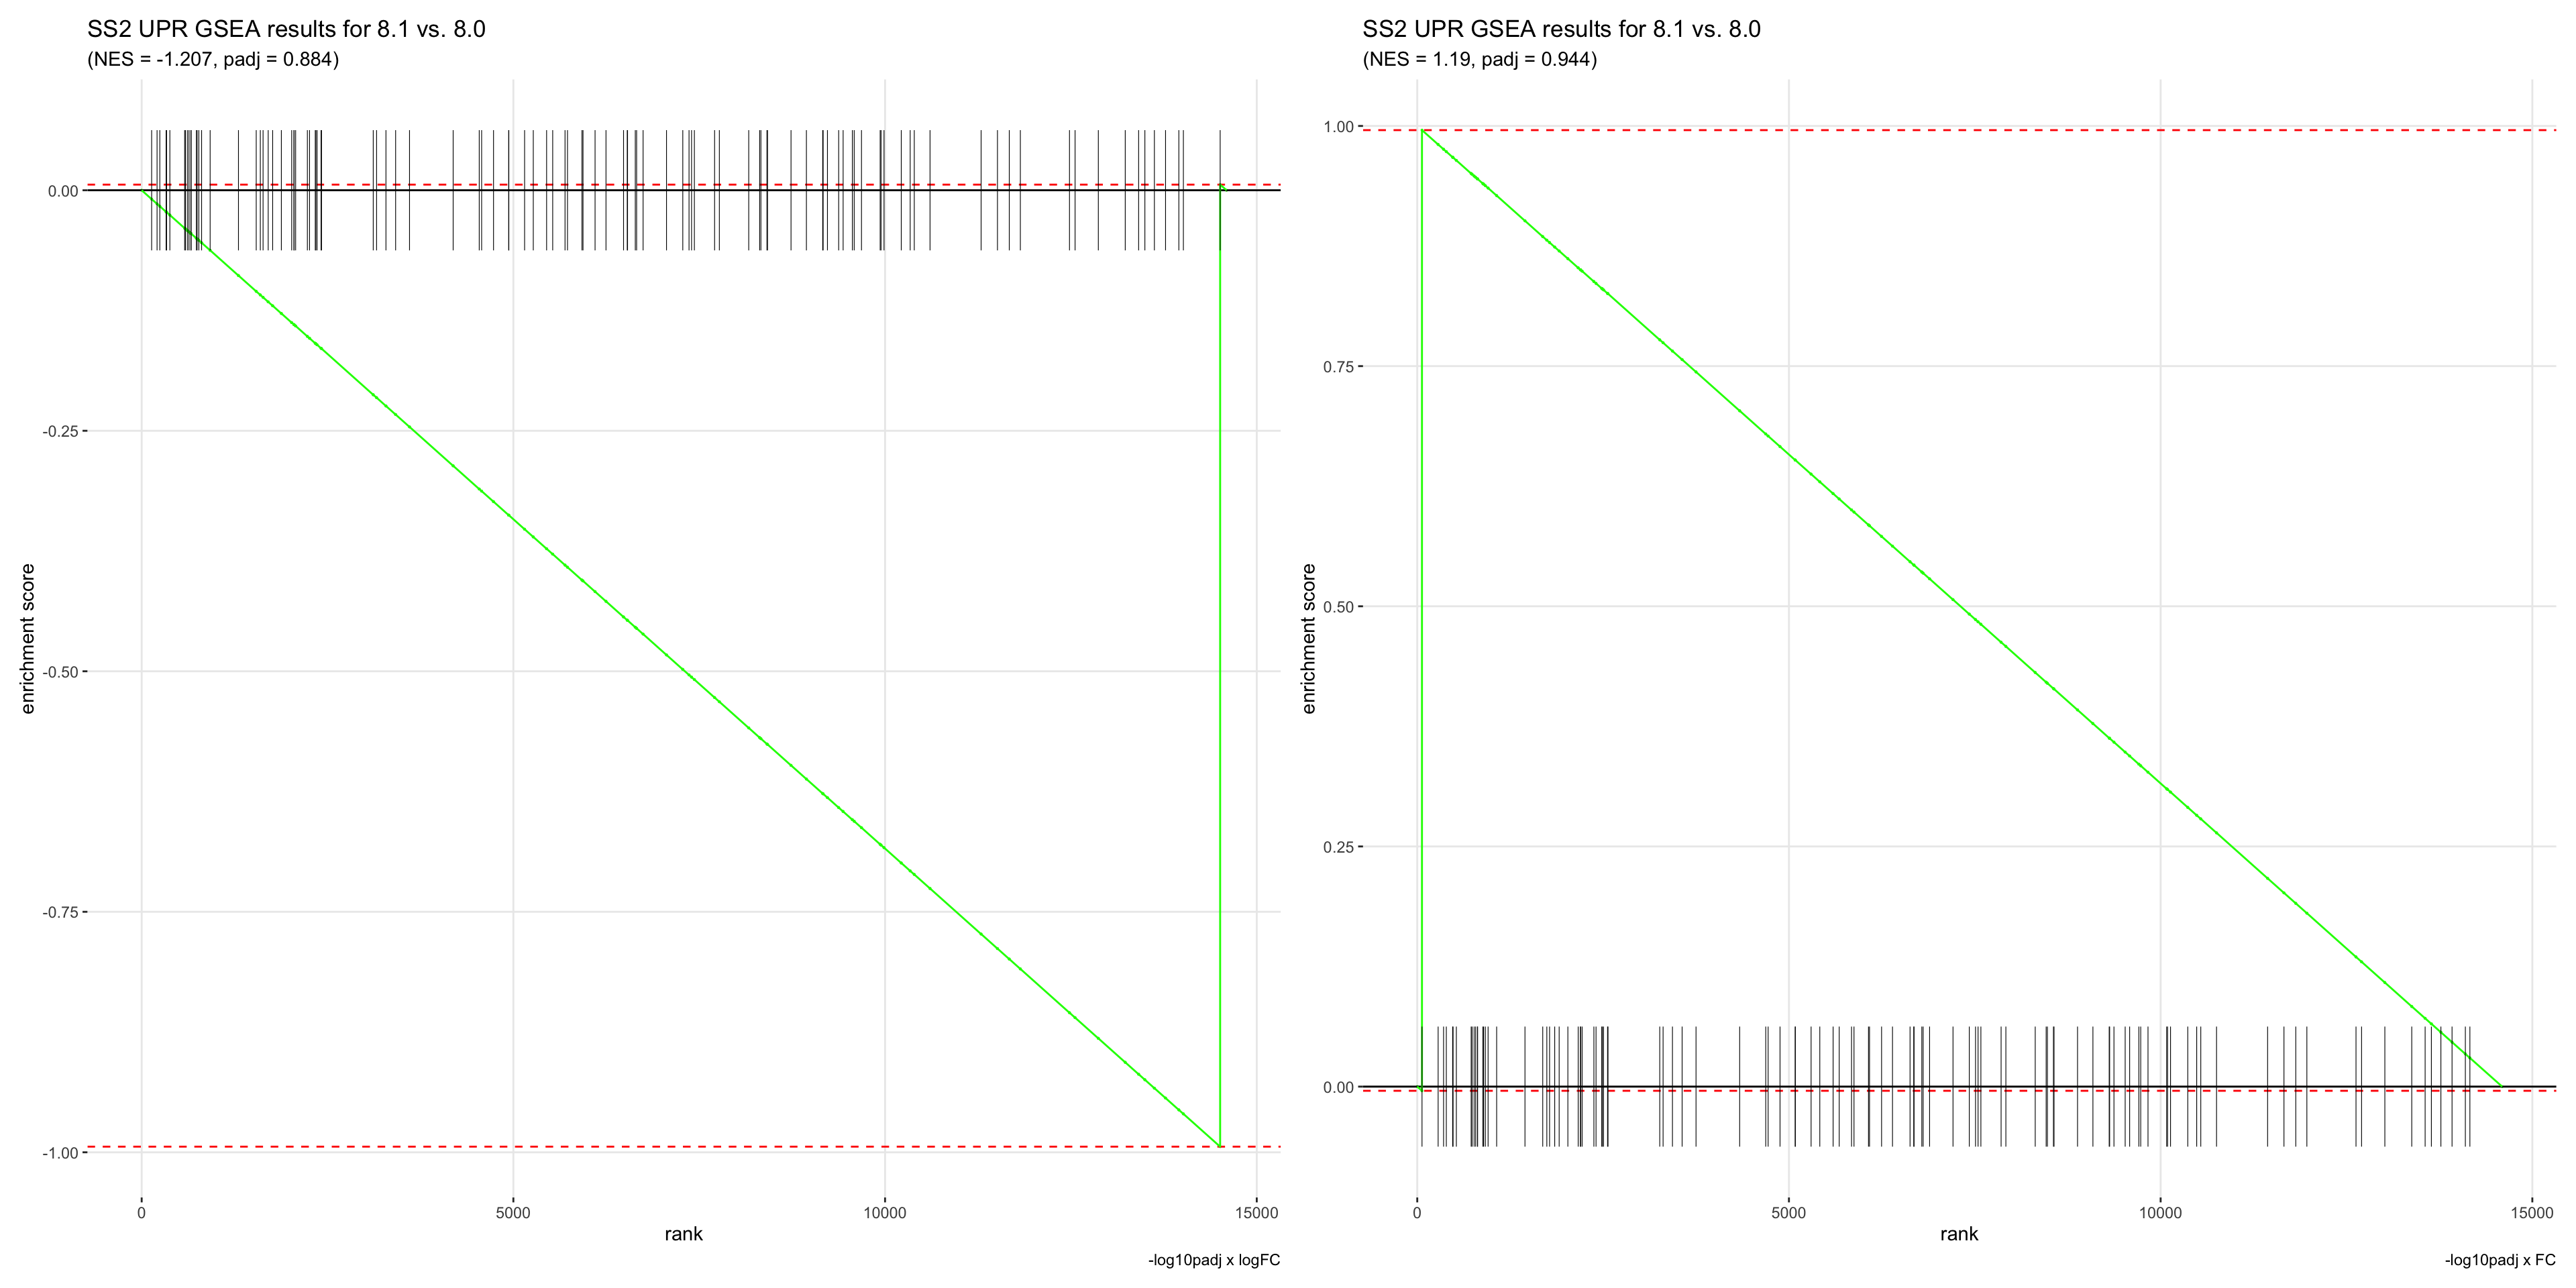 SS2 UPR GSEA results for 8.1 vs. 8.0
(NES = -1.207, padj = 0.884)
0.00
-0.25
-0.50
-0.75
-1.00
enrichment score
0 5000 10000 15000
rank
-log10padj x logFC
SS2 UPR GSEA results for 8.1 vs. 8.0
(NES = 1.19, padj = 0.944)
1.00
0.75
0.50
0.25
0.00
enrichment score
0 5000 10000 15000
rank
-log10padj x FC